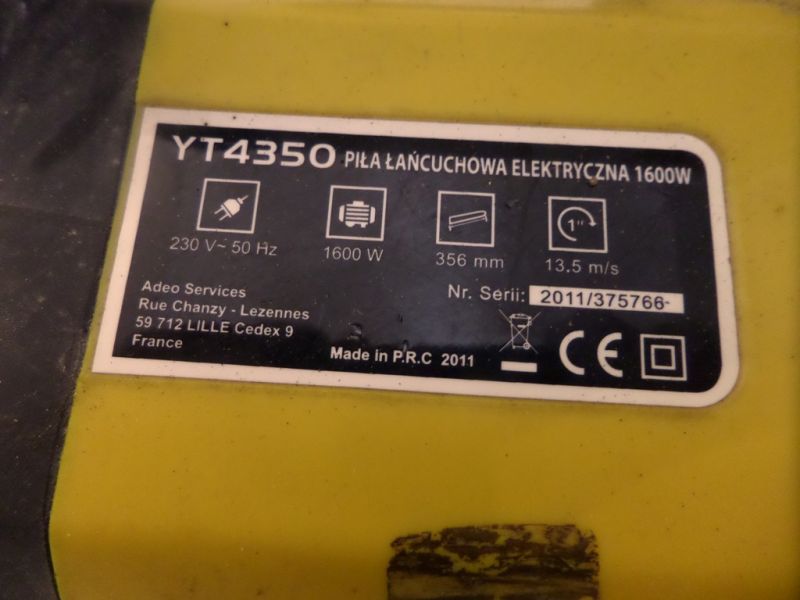 YT4350 PIŁA ŁAŃCUCHOWA ELEKTRYCZNA 1600W
1"
230 V~ 50 Hz
1600 W
356 mm
13.5 m/s
Nr. Serii: 2011/375766-
Adeo Services
Rue Chanzy - Lezennes
59 712 LILLE Cedex 9
France
Made in P.R.C 2011
CE